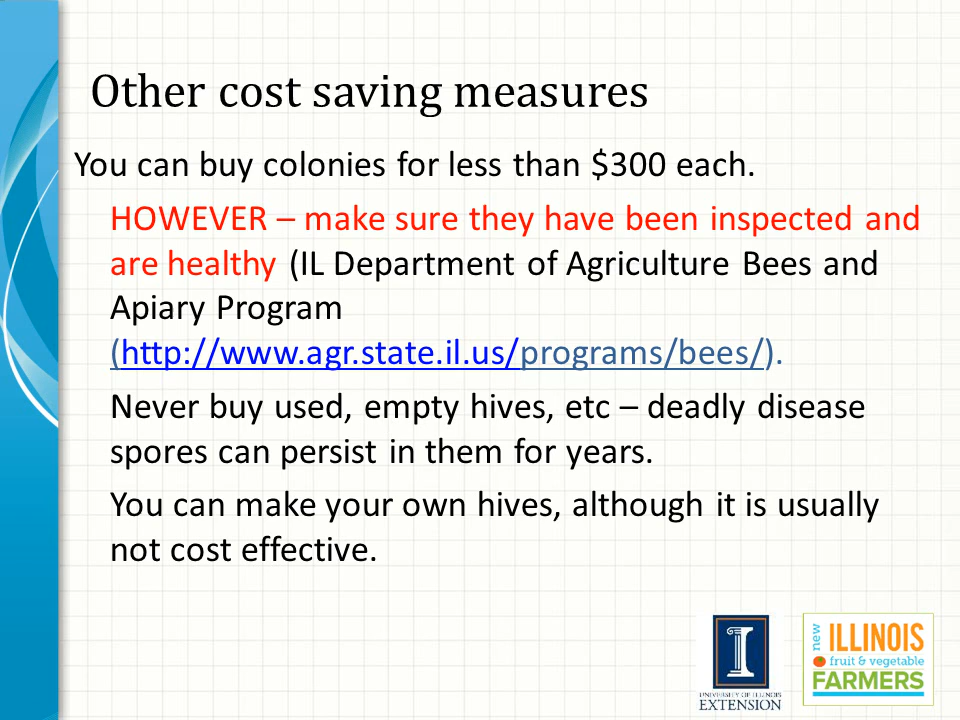 Other cost saving measures
You can buy colonies for less than $300 each.
HOWEVER – make sure they have been inspected and
are healthy (IL Department of Agriculture Bees and
Apiary Program
(http://www.agr.state.il.us/programs/bees/).
Never buy used, empty hives, etc – deadly disease
spores can persist in them for years.
You can make your own hives, although it is usually
not cost effective.
I
UNIVERSITY OF ILLINOIS
EXTENSION
new
ILLINOIS
fruit & vegetable
FARMERS